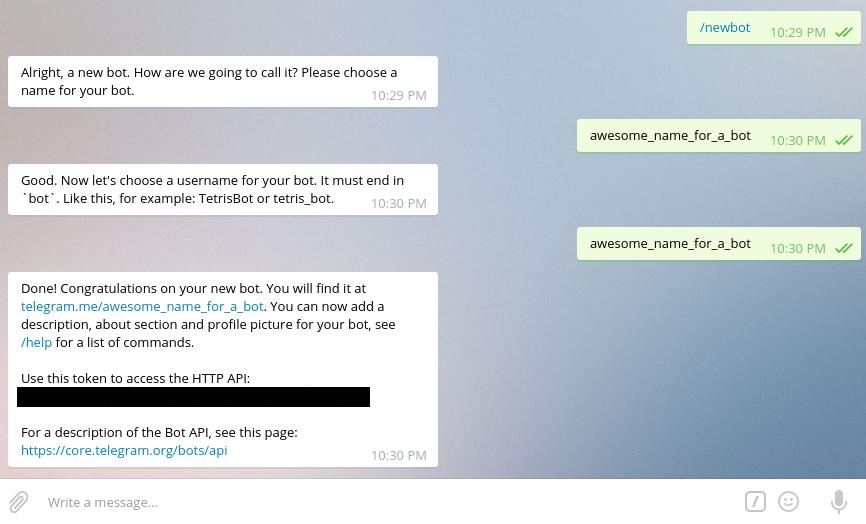 /newbot 10:29 PM
Alright, a new bot. How are we going to call it? Please choose a
name for your bot. 10:29 PM
awesome_name_for_a_bot 10:30 PM
Good. Now let's choose a username for your bot. It must end in
`bot`. Like this, for example: TetrisBot or tetris_bot. 10:30 PM
awesome_name_for_a_bot 10:30 PM
Done! Congratulations on your new bot. You will find it at
telegram.me/awesome_name_for_a_bot. You can now add a
description, about section and profile picture for your bot, see
/help for a list of commands.
Use this token to access the HTTP API:
For a description of the Bot API, see this page:
https://core.telegram.org/bots/api 10:30 PM
Write a message...